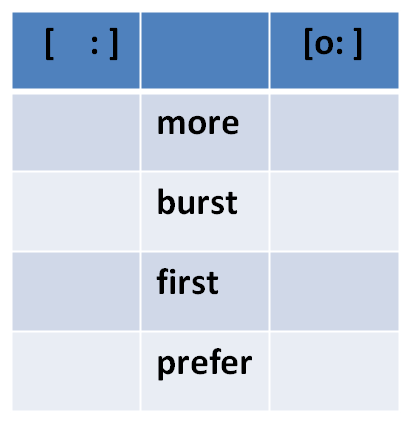 [ : ] [o: ]
more
burst
first
prefer